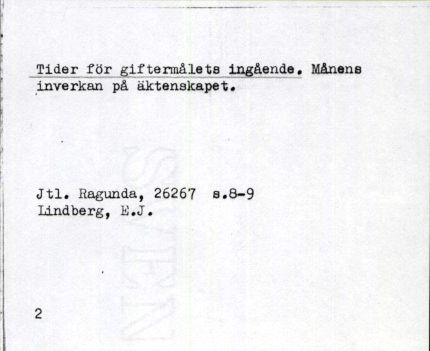 Tider för giftermålets ingående. Månens
inverkan på äktenskapet.
Jtl. Ragunda, 26267 s.8-9
Lindberg, E.J.
2